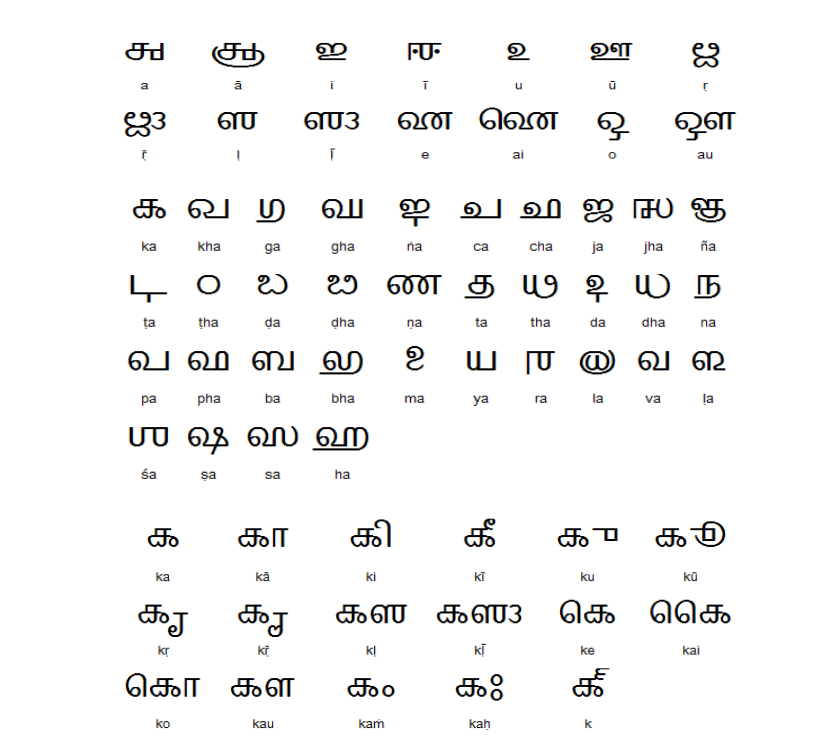 𑌅 𑌆 𑌇 𑌈 𑌉 𑌊 𑌋
a ā i ī u ū ṛ
𑍠 𑌌 𑍡 𑌏 𑌐 𑌓 𑌔
ṝ ḷ ḹ e ai o au
𑌕 𑌖 𑌗 𑌘 𑌙 𑌚 𑌛 𑌜 𑌝 𑌞
ka kha ga gha ṅa ca cha ja jha ña
𑌟 𑌠 𑌡 𑌢 𑌣 𑌤 𑌥 𑌦 𑌧 𑌨
ṭa ṭha ḍa ḍha ṇa ta tha da dha na
𑌪 𑌫 𑌬 𑌭 𑌮 𑌯 𑌰 𑌲 𑌵 𑌳
pa pha ba bha ma ya ra la va ḷa
𑌶 𑌷 𑌸 𑌹
śa ṣa sa ha
𑌕 𑌕𑌾 𑌕𑌿 𑌕𑍀 𑌕𑍁 𑌕𑍂
ka kā ki kī ku kū
𑌕𑍃 𑌕𑍄 𑌕𑍢 𑌕𑍣 𑌕𑍇 𑌕𑍈
kṛ kṝ kḷ kḹ ke kai
𑌕𑍋 𑌕𑍌 𑌕𑌂 𑌕𑌃 𑌕𑍍
ko kau kaṁ kaḥ k